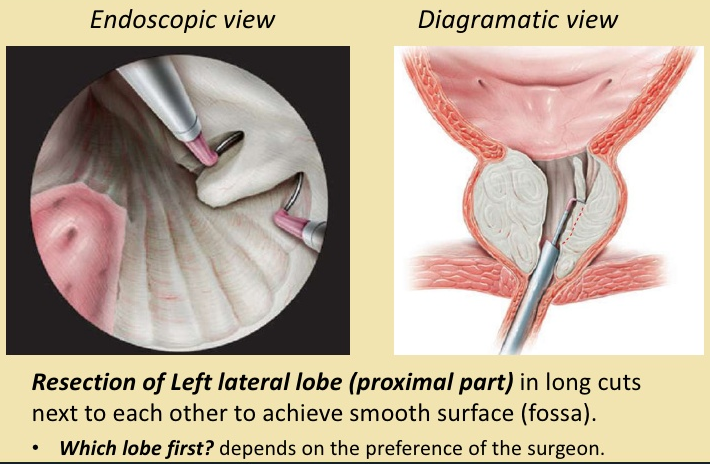 Endoscopic view
Diagramatic view
Resection of Left lateral lobe (proximal part) in long cuts
next to each other to achieve smooth surface (fossa).
• Which lobe first? depends on the preference of the surgeon.